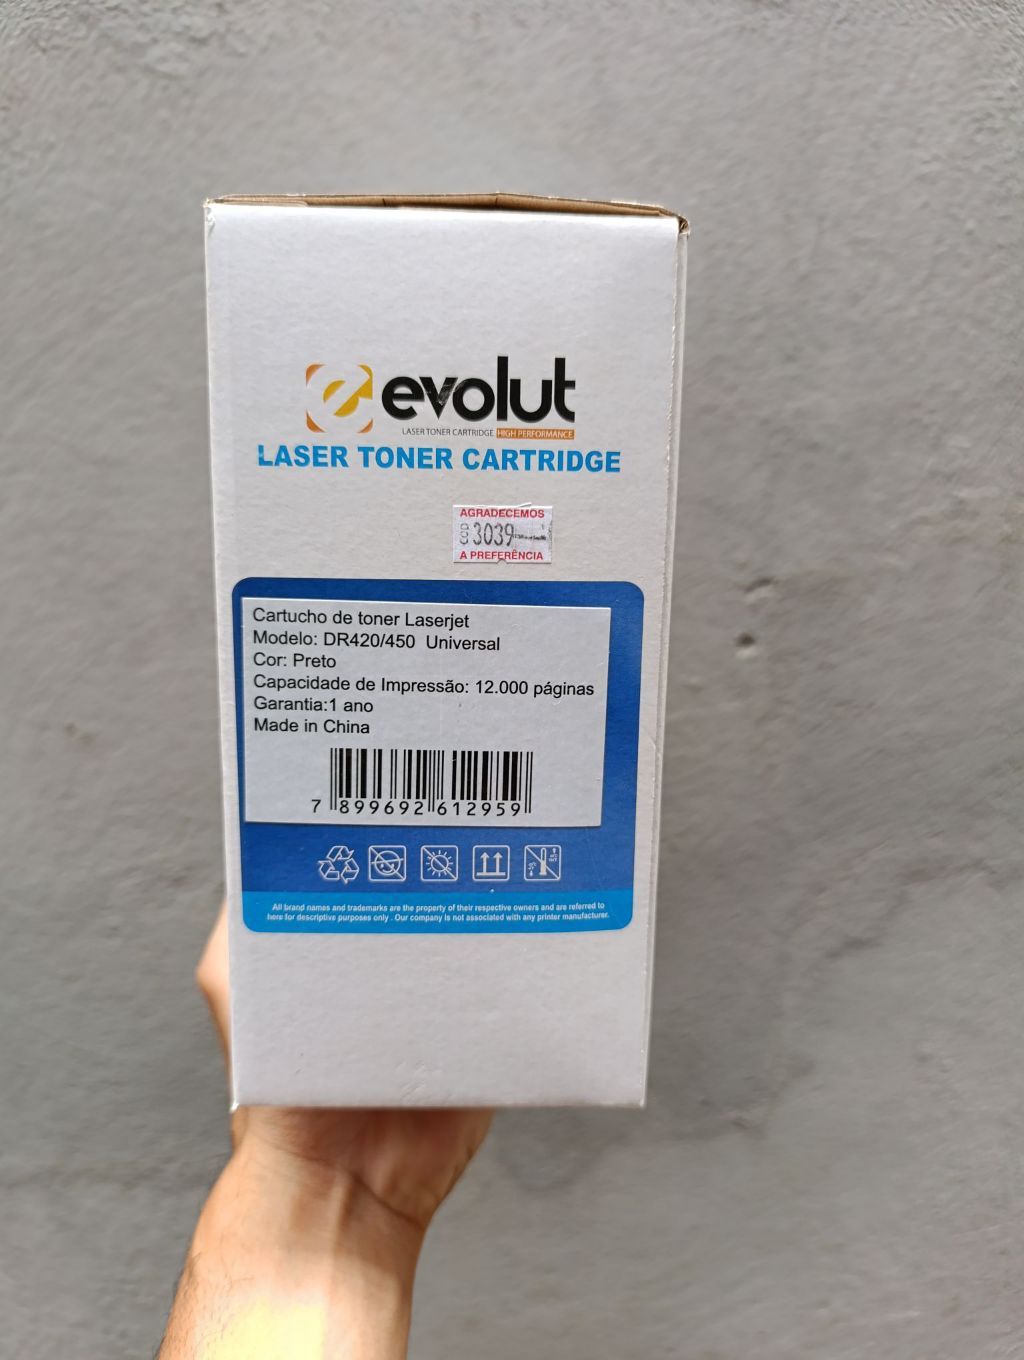 evolut
LASER TONER CARTRIDGE HIGH PERFORMANCE
LASER TONER CARTRIDGE
AGRADECEMOS
COD 3039
A PREFERÊNCIA
Cartucho de toner Laserjet
Modelo: DR420/450 Universal
Cor: Preto
Capacidade de Impressão: 12.000 páginas
Garantia:1 ano
Made in China
7 899692 612959
All brand names and trademarks are the property of their respective owners and are referred to
here for descriptive purposes only . Our company is not associated with any printer manufacturer.